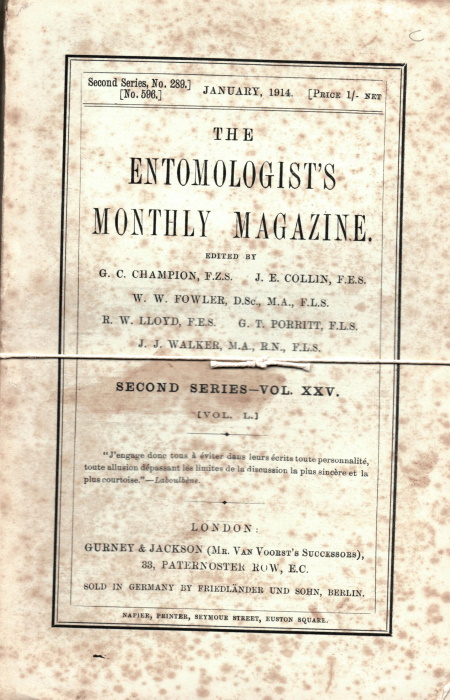 Second Series, No. 289.]
[No. 596.]
JANUARY, 1914.
[PRICE 1/- NET
THE
ENTOMOLOGIST'S
MONTHLY MAGAZINE.
EDITED BY
G. C. CHAMPION, F.Z.S. J. E. COLLIN, F.E.S.
W. W. FOWLER, D.Sc., M.A., F.L.S.
R. W. LLOYD, F.E.S. G. T. PORRITT, F.L.S.
J. J. WALKER, M.A., R.N., F.L.S.
SECOND SERIES—VOL. XXV.
[VOL. L.]
"J'engage donc tous à éviter dans leurs écrits toute personnalité,
toute allusion dépassant les limites de la discussion la plus sincère et la
plus courtoise."—Laboulbène.
LONDON:
GURNEY & JACKSON (MR. VAN VOORST'S SUCCESSORS),
33, PATERNOSTER ROW, E.C.
SOLD IN GERMANY BY FRIEDLÄNDER UND SOHN, BERLIN.
NAPIER, PRINTER, SEYMOUR STREET, EUSTON SQUARE.